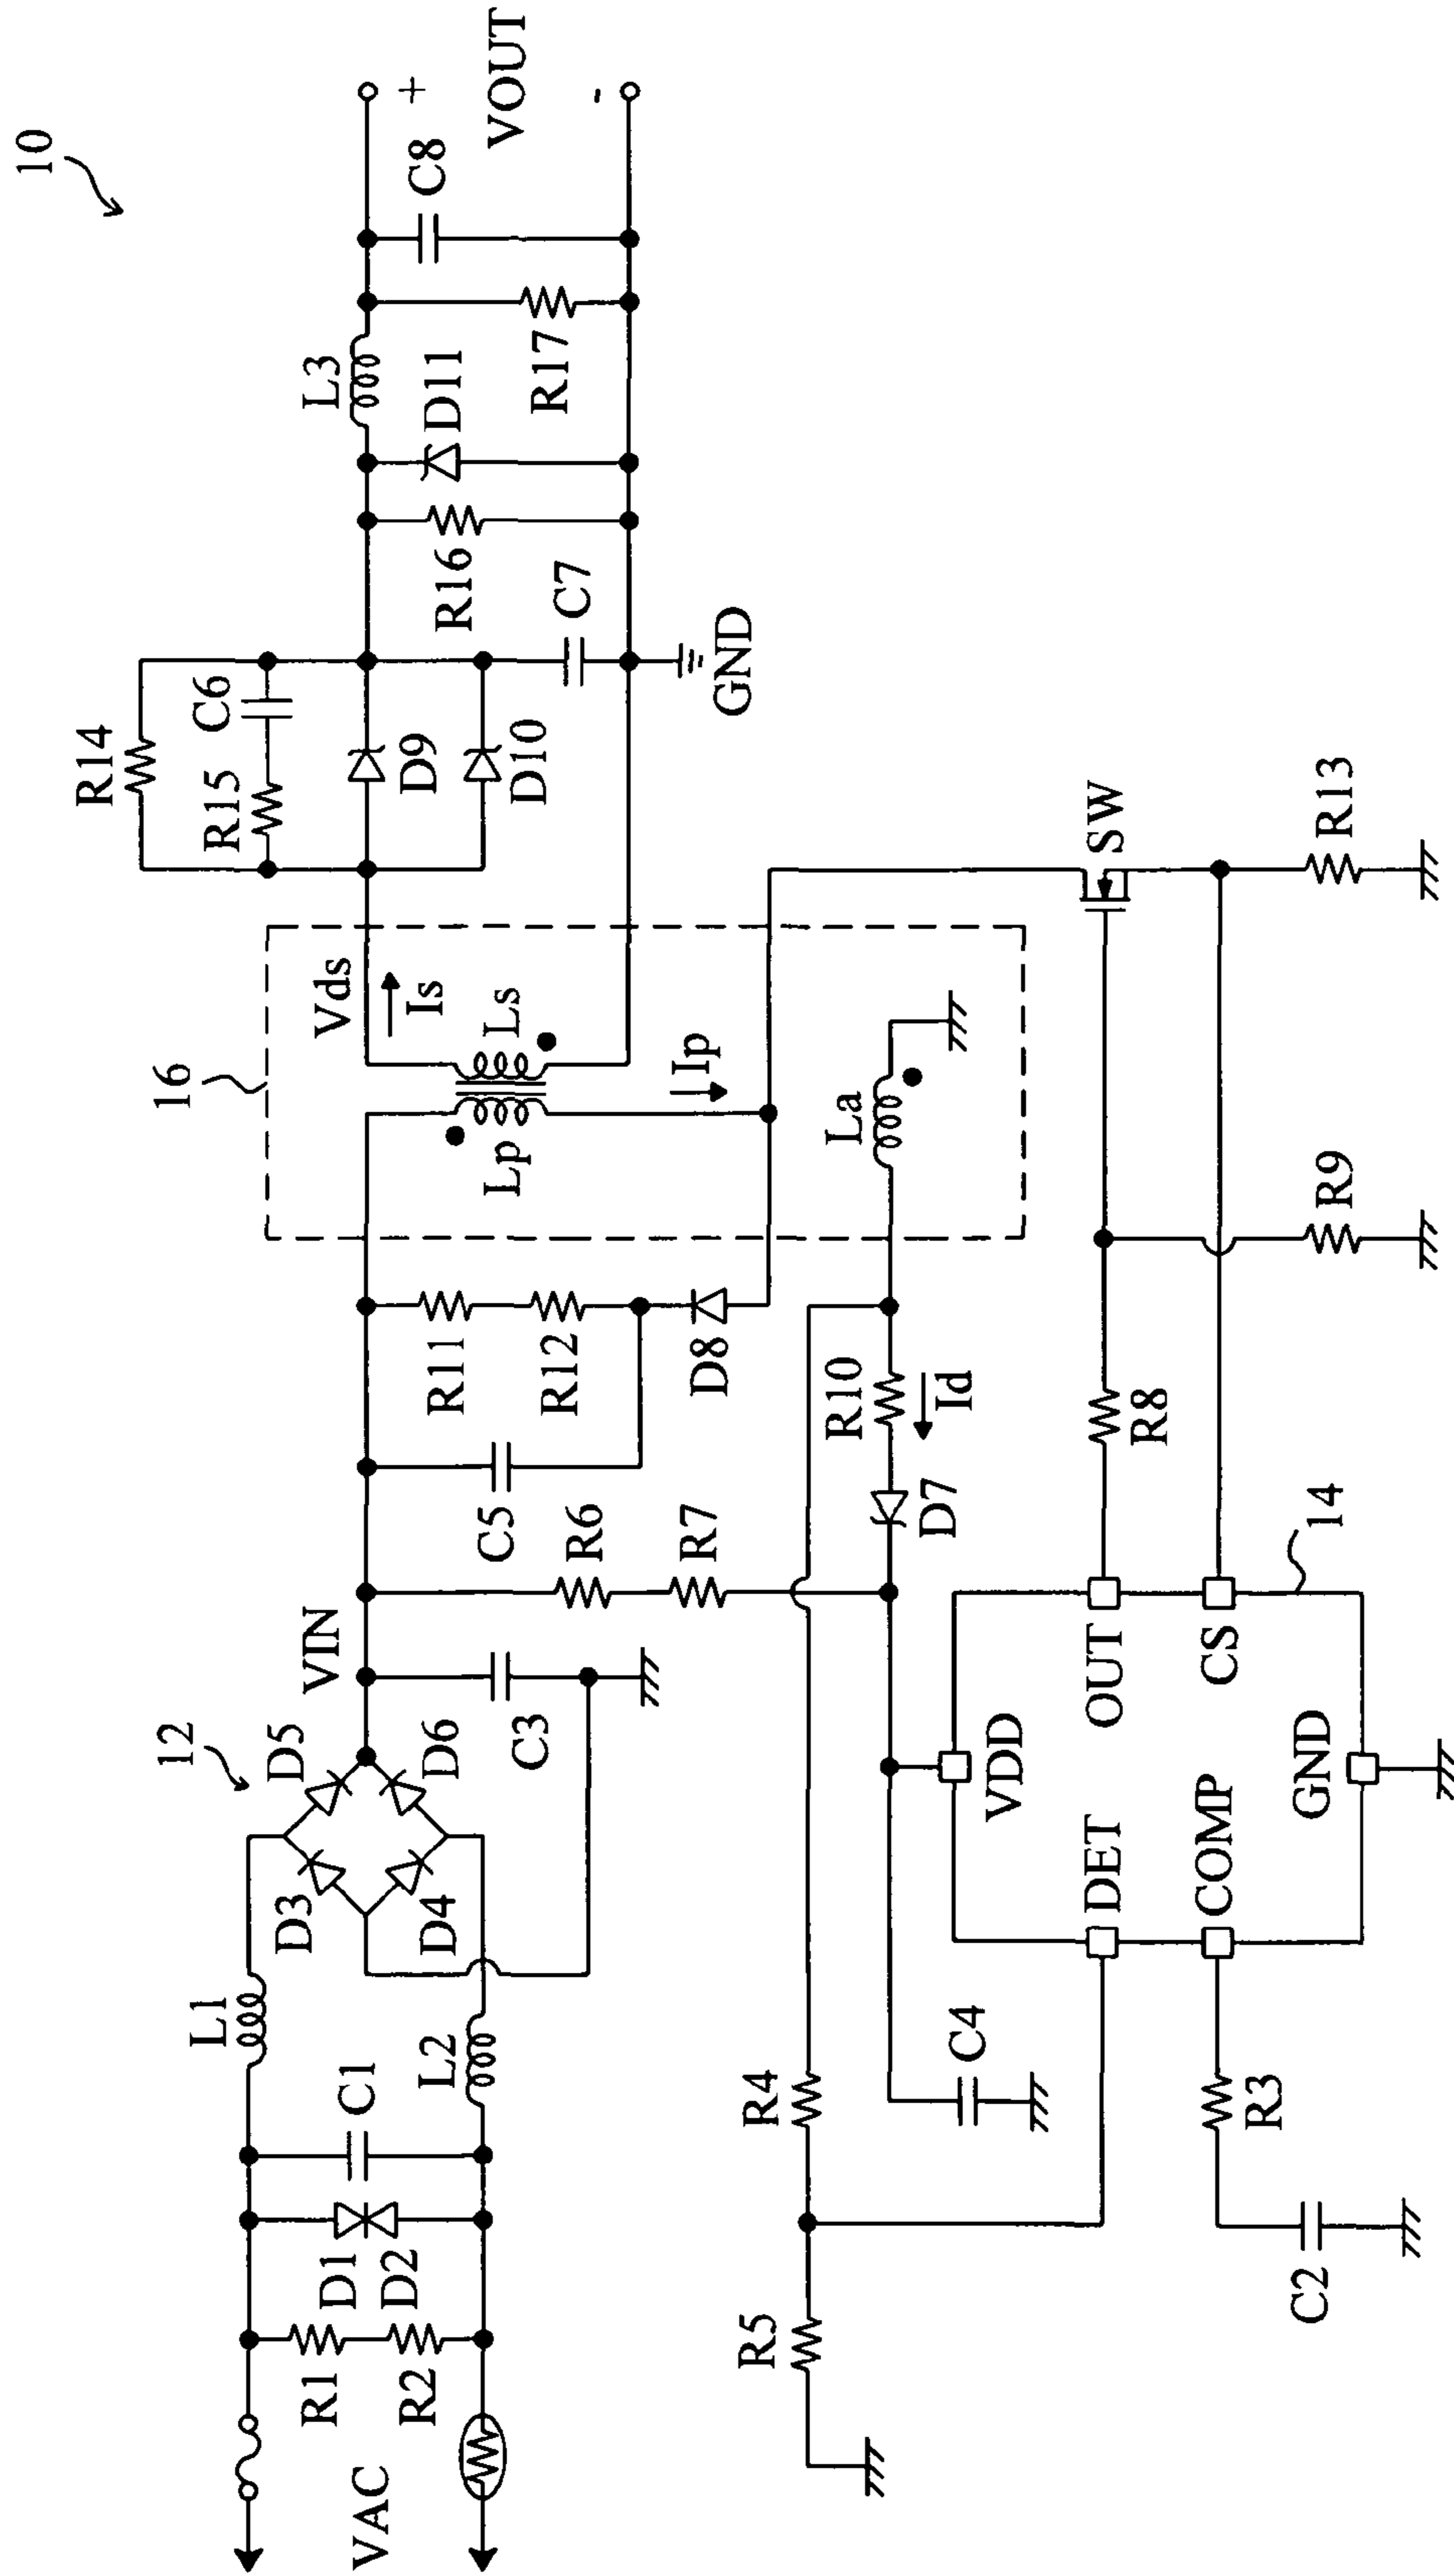 10
R14
R15
C6
L3
C8
+
-
VOUT
D9
D10
C7
R16
D11
R17
GND
16
Vds
Is
Ls
Lp
Ip
La
12
D5
D6
D3
D4
VIN
C3
C5
R11
R12
D8
R6
R7
L1
L2
C1
D1
D2
R1
R2
VAC
R10
Id
D7
R4
R5
C4
SW
R13
R8
R9
14
VDD
DET
OUT
COMP
CS
GND
R3
C2